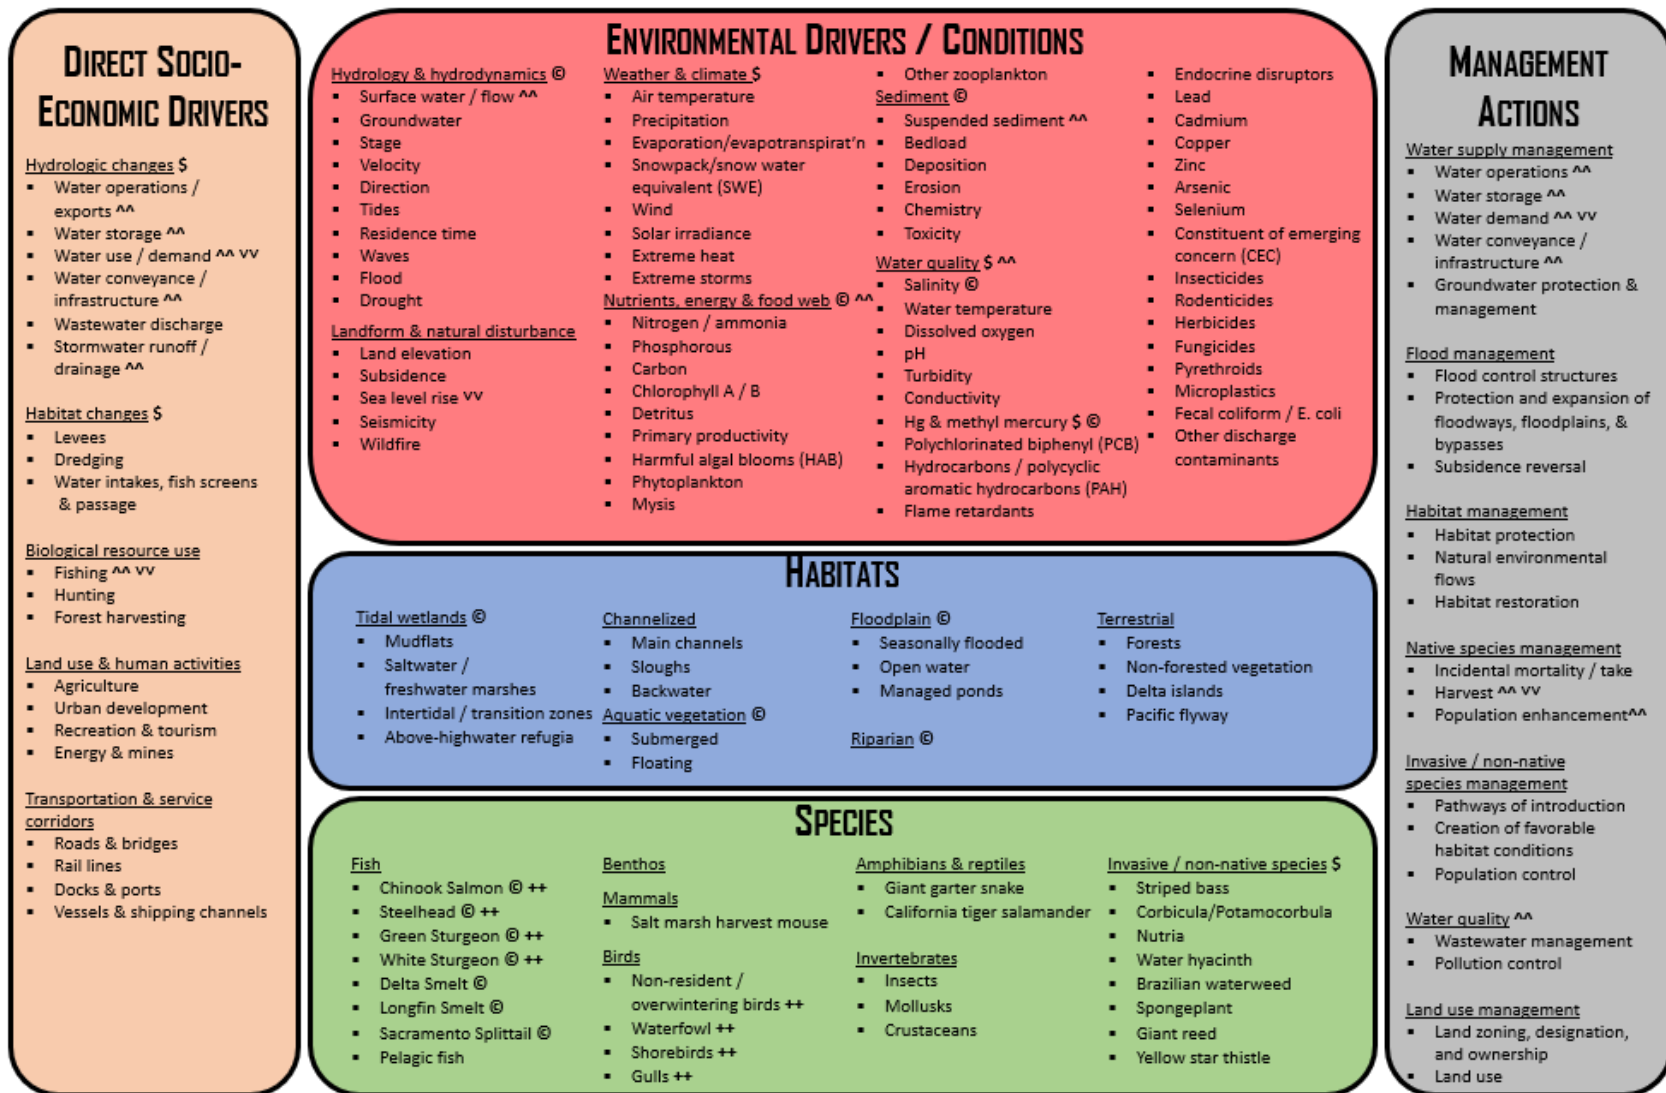 DIRECT SOCIO-
ECONOMIC DRIVERS
Hydrologic changes $
▪ Water operations /
exports ^^
▪ Water storage ^^
▪ Water use / demand ^^ vv
▪ Water conveyance /
infrastructure ^^
▪ Wastewater discharge
▪ Stormwater runoff /
drainage ^^
Habitat changes $
▪ Levees
▪ Dredging
▪ Water intakes, fish screens
& passage
Biological resource use
▪ Fishing ^^ vv
▪ Hunting
▪ Forest harvesting
Land use & human activities
▪ Agriculture
▪ Urban development
▪ Recreation & tourism
▪ Energy & mines
Transportation & service
corridors
▪ Roads & bridges
▪ Rail lines
▪ Docks & ports
▪ Vessels & shipping channels
ENVIRONMENTAL DRIVERS / CONDITIONS
Hydrology & hydrodynamics ©
▪ Surface water / flow ^^
▪ Groundwater
▪ Stage
▪ Velocity
▪ Direction
▪ Tides
▪ Residence time
▪ Waves
▪ Flood
▪ Drought
Landform & natural disturbance
▪ Land elevation
▪ Subsidence
▪ Sea level rise vv
▪ Seismicity
▪ Wildfire
Weather & climate $
▪ Air temperature
▪ Precipitation
▪ Evaporation/evapotranspirat'n
▪ Snowpack/snow water
equivalent (SWE)
▪ Wind
▪ Solar irradiance
▪ Extreme heat
▪ Extreme storms
Nutrients, energy & food web © ^^
▪ Nitrogen / ammonia
▪ Phosphorous
▪ Carbon
▪ Chlorophyll A / B
▪ Detritus
▪ Primary productivity
▪ Harmful algal blooms (HAB)
▪ Phytoplankton
▪ Mysis
▪ Other zooplankton
Sediment ©
▪ Suspended sediment ^^
▪ Bedload
▪ Deposition
▪ Erosion
▪ Chemistry
▪ Toxicity
Water quality $ ^^
▪ Salinity ©
▪ Water temperature
▪ Dissolved oxygen
▪ pH
▪ Turbidity
▪ Conductivity
▪ Hg & methyl mercury $ ©
▪ Polychlorinated biphenyl (PCB)
▪ Hydrocarbons / polycyclic
aromatic hydrocarbons (PAH)
▪ Flame retardants
▪ Endocrine disruptors
▪ Lead
▪ Cadmium
▪ Copper
▪ Zinc
▪ Arsenic
▪ Selenium
▪ Constituent of emerging
concern (CEC)
▪ Insecticides
▪ Rodenticides
▪ Herbicides
▪ Fungicides
▪ Pyrethroids
▪ Microplastics
▪ Fecal coliform / E. coli
▪ Other discharge
contaminants
HABITATS
Tidal wetlands ©
▪ Mudflats
▪ Saltwater /
freshwater marshes
▪ Intertidal / transition zones
▪ Above-highwater refugia
Channelized
▪ Main channels
▪ Sloughs
▪ Backwater
Aquatic vegetation ©
▪ Submerged
▪ Floating
Floodplain ©
▪ Seasonally flooded
▪ Open water
▪ Managed ponds
Riparian ©
Terrestrial
▪ Forests
▪ Non-forested vegetation
▪ Delta islands
▪ Pacific flyway
SPECIES
Fish
▪ Chinook Salmon © ++
▪ Steelhead © ++
▪ Green Sturgeon © ++
▪ White Sturgeon © ++
▪ Delta Smelt ©
▪ Longfin Smelt ©
▪ Sacramento Splittail ©
▪ Pelagic fish
Benthos
Mammals
▪ Salt marsh harvest mouse
Birds
▪ Non-resident /
overwintering birds ++
▪ Waterfowl ++
▪ Shorebirds ++
▪ Gulls ++
Amphibians & reptiles
▪ Giant garter snake
▪ California tiger salamander
Invertebrates
▪ Insects
▪ Mollusks
▪ Crustaceans
Invasive / non-native species $
▪ Striped bass
▪ Corbicula/Potamocorbula
▪ Nutria
▪ Water hyacinth
▪ Brazilian waterweed
▪ Spongeplant
▪ Giant reed
▪ Yellow star thistle
MANAGEMENT
ACTIONS
Water supply management
▪ Water operations ^^
▪ Water storage ^^
▪ Water demand ^^ vv
▪ Water conveyance /
infrastructure ^^
▪ Groundwater protection &
management
Flood management
▪ Flood control structures
▪ Protection and expansion of
floodways, floodplains, &
bypasses
▪ Subsidence reversal
Habitat management
▪ Habitat protection
▪ Natural environmental
flows
▪ Habitat restoration
Native species management
▪ Incidental mortality / take
▪ Harvest ^^ vv
▪ Population enhancement^^
Invasive / non-native
species management
▪ Pathways of introduction
▪ Creation of favorable
habitat conditions
▪ Population control
Water quality ^^
▪ Wastewater management
▪ Pollution control
Land use management
▪ Land zoning, designation,
and ownership
▪ Land use